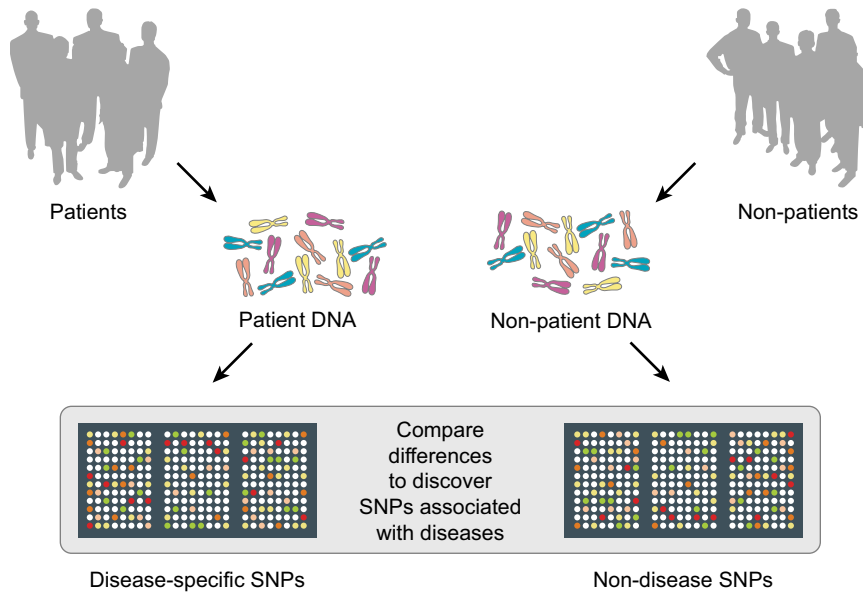 Patients
Non-patients
Patient DNA
Non-patient DNA
Compare
differences
to discover
SNPs associated
with diseases
Disease-specific SNPs
Non-disease SNPs